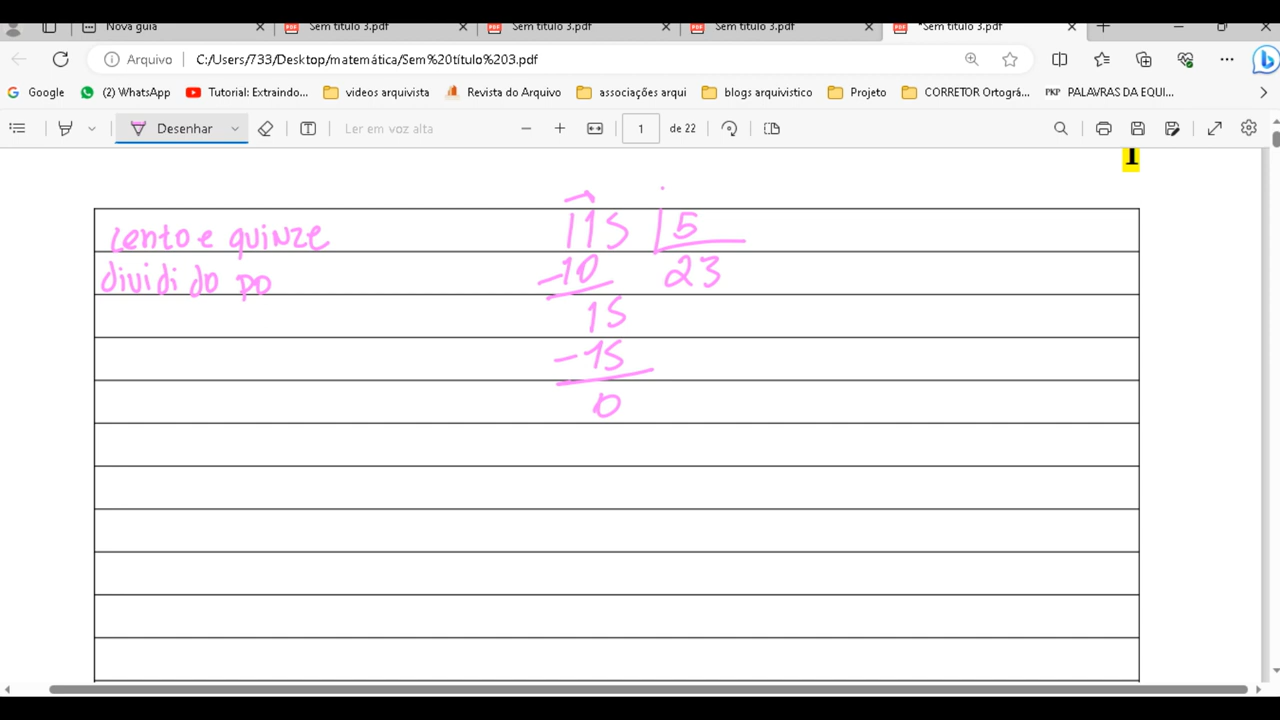 Nova guia Sem título 3.pdf Sem título 3.pdf Sem título 3.pdf *Sem título 3.pdf
Arquivo C:/Users/733/Desktop/matemática/Sem%20título%203.pdf
Google (2) WhatsApp Tutorial: Extraindo... videos arquivista Revista do Arquivo associações arqui blogs arquivistico Projeto CORRETOR Ortográ... PKP PALAVRAS DA EQUI...
Desenhar Ler em voz alta 1 de 22
1
cento e quinze 115 5
dividido po -10 23
15
-15
0